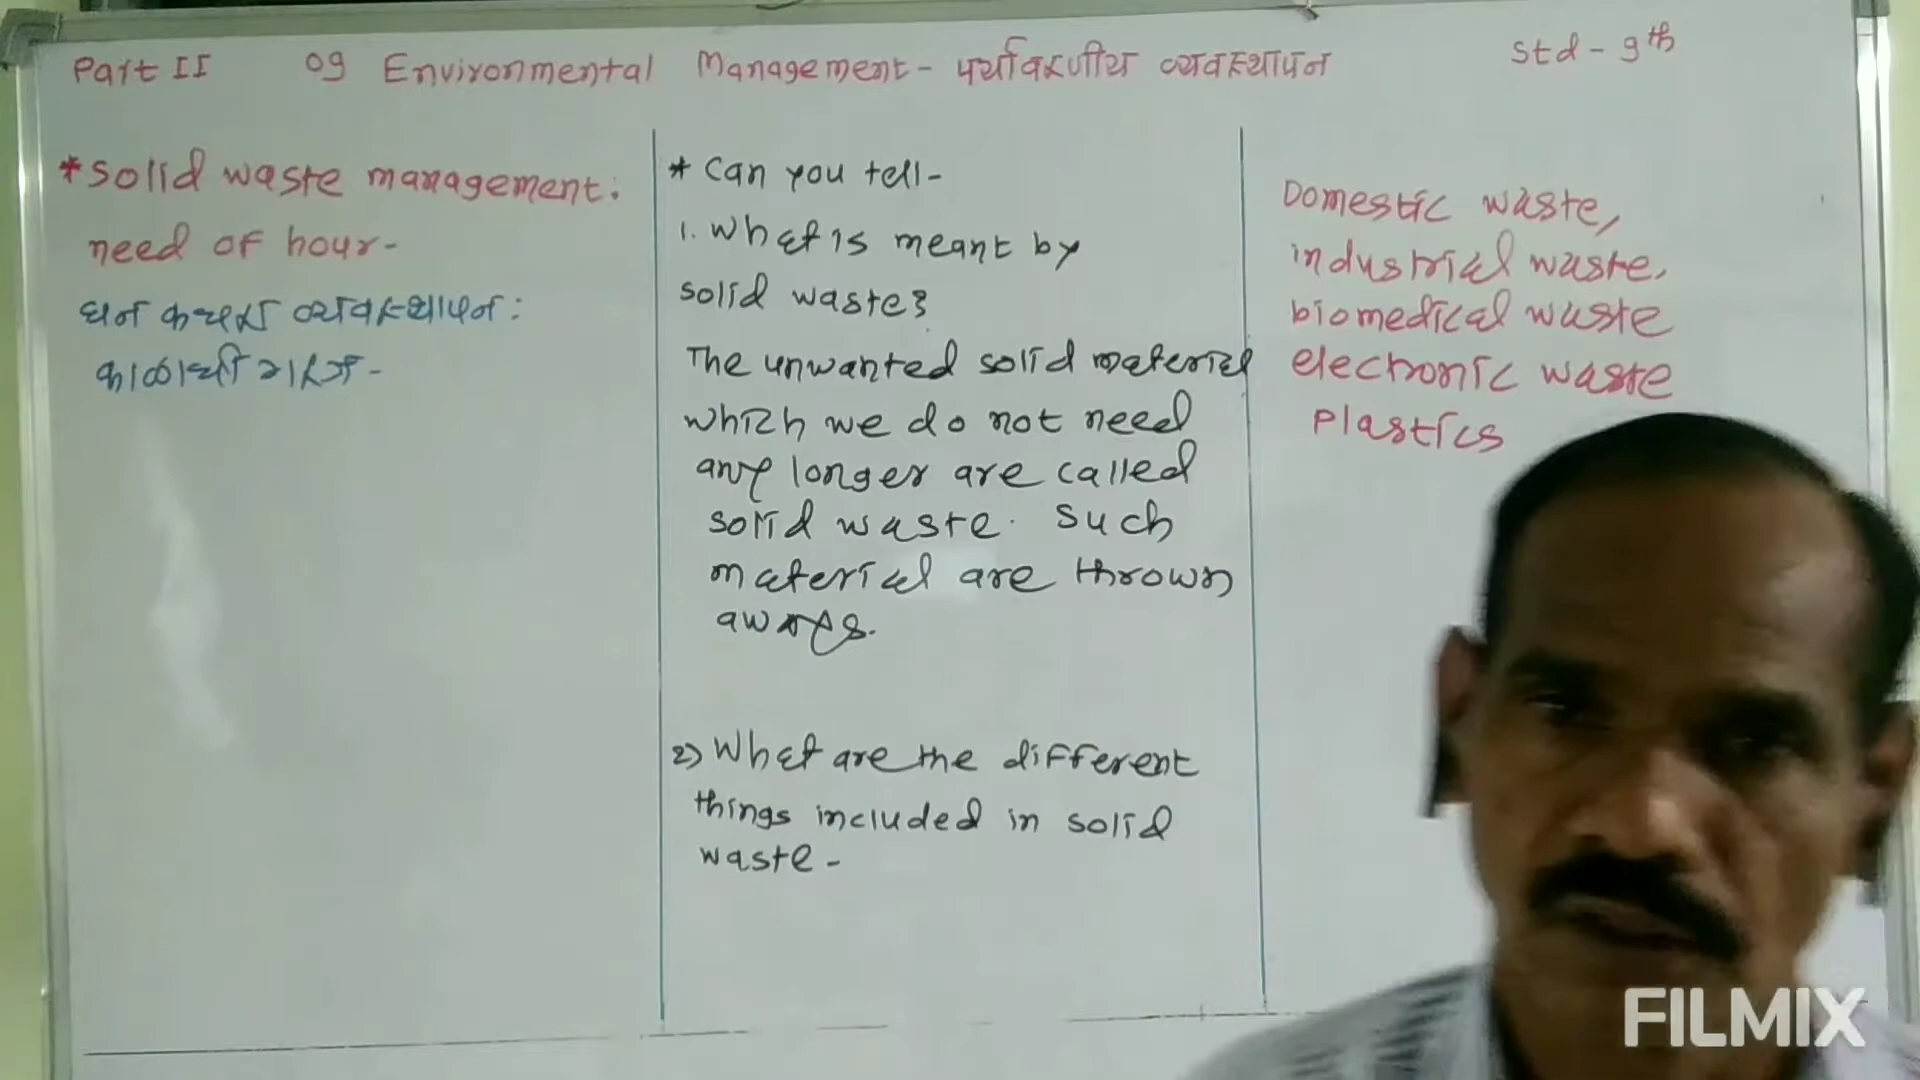 Part II 09 Environmental Management - पर्यावरणीय व्यवस्थापन Std - 9th
* Solid waste management:
need of hour -
घन कचरा व्यवस्थापन :
काळाची गरज -
* Can you tell -
1. What is meant by
solid waste?
The unwanted solid material
which we do not need
any longer are called
solid waste. Such
material are thrown
2) What are the different
things included in solid
waste -
Domestic waste,
industrial waste,
biomedical waste
electronic waste
Plastics
FILMIX